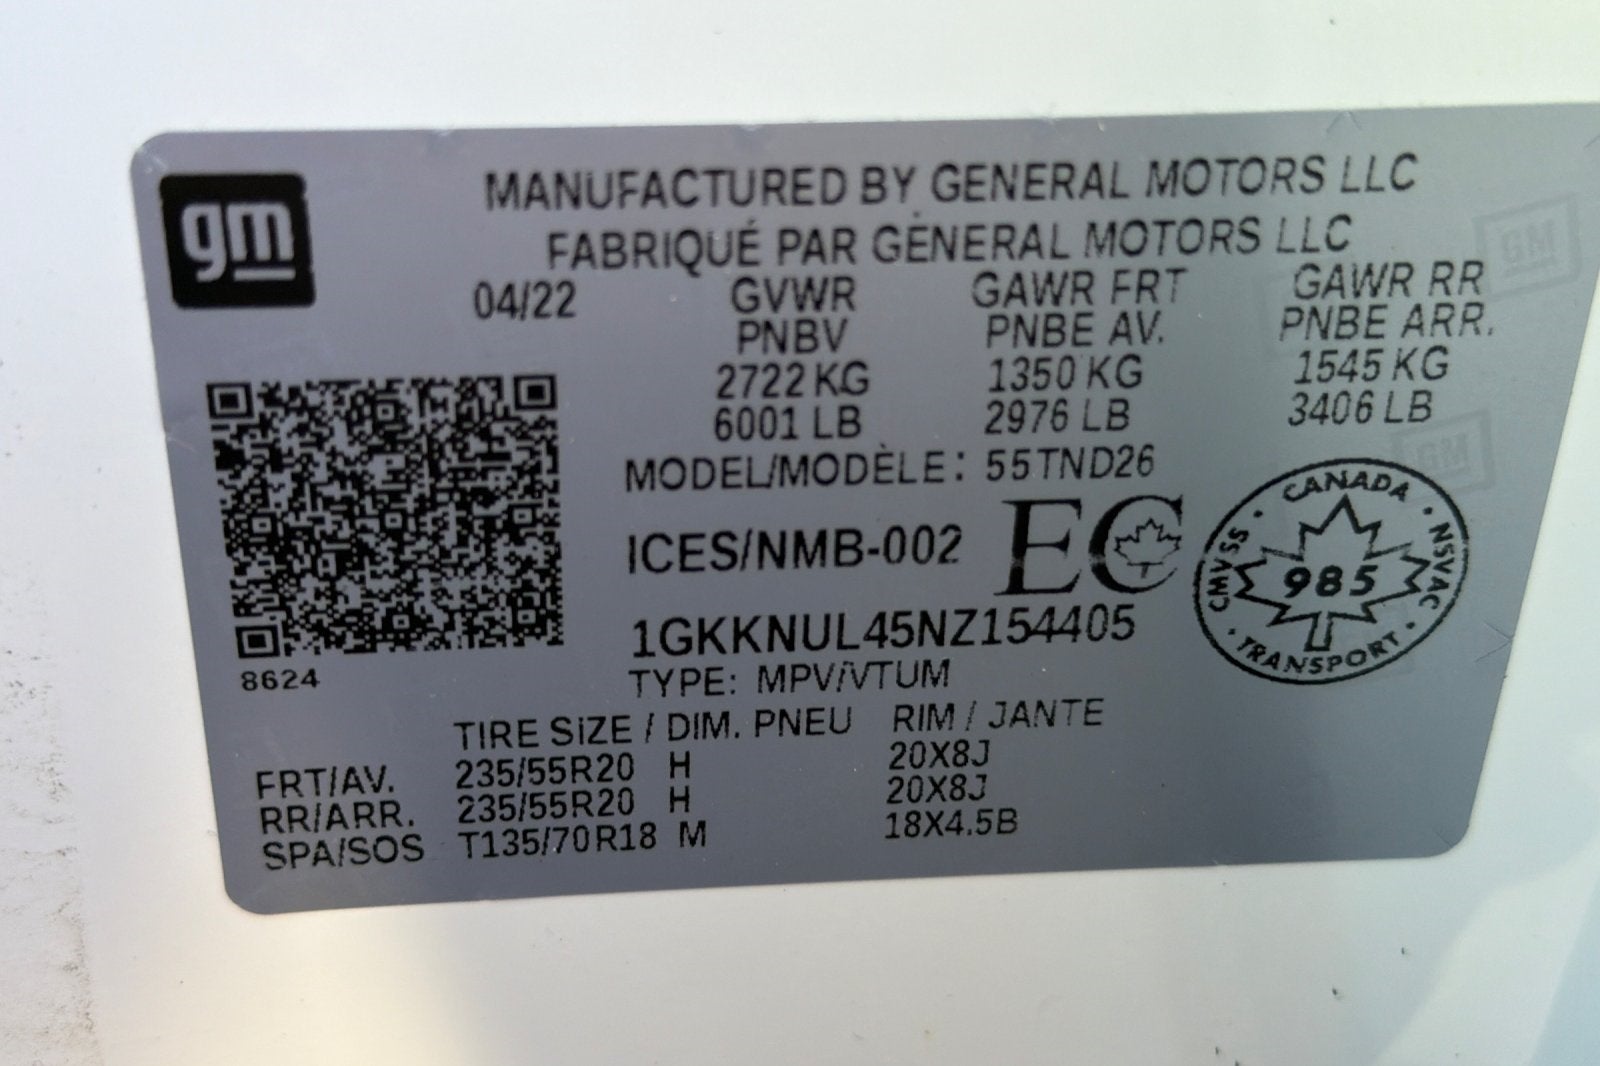 gm
MANUFACTURED BY GENERAL MOTORS LLC
FABRIQUÉ PAR GENERAL MOTORS LLC
04/22 GVWR GAWR FRT GAWR RR
PNBV PNBE AV. PNBE ARR.
2722 KG 1350 KG 1545 KG
6001 LB 2976 LB 3406 LB
MODEL/MODÈLE: 55TND26
ICES/NMB-002 EC
CANADA
CMVSS 985 NSVAC
TRANSPORT
1GKKNUL45NZ154405
8624
TYPE: MPV/VTUM
TIRE SIZE / DIM. PNEU RIM / JANTE
FRT/AV. 235/55R20 H 20X8J
RR/ARR. 235/55R20 H 20X8J
SPA/SOS T135/70R18 M 18X4.5B
GM
GM